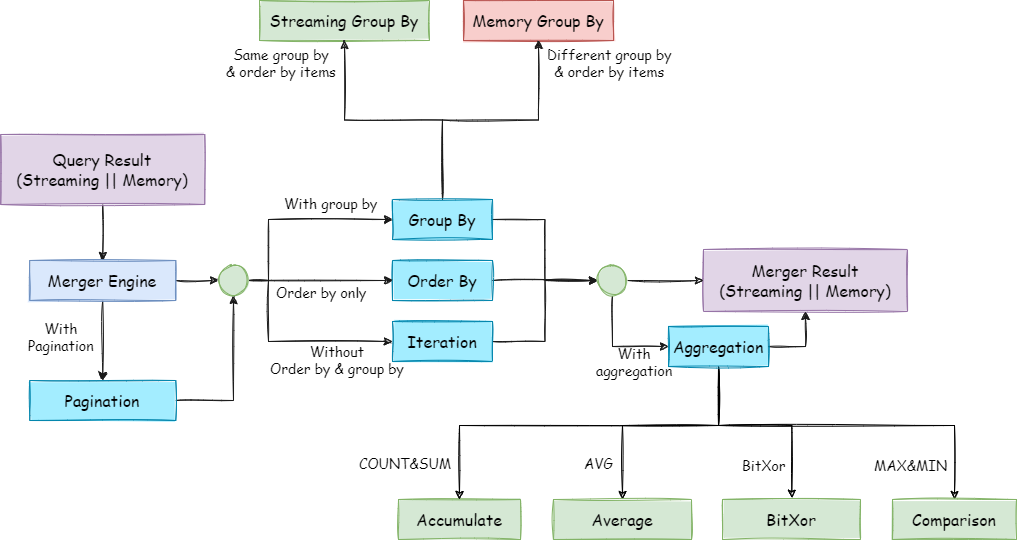 Streaming Group By
Memory Group By
Same group by
& order by items
Different group by
& order by items
Query Result
(Streaming || Memory)
With group by
Group By
Merger Engine
Order by only
Order By
Merger Result
(Streaming || Memory)
With
Pagination
Without
Order by & group by
Iteration
With
aggregation
Aggregation
Pagination
COUNT&SUM
AVG
BitXor
MAX&MIN
Accumulate
Average
BitXor
Comparison